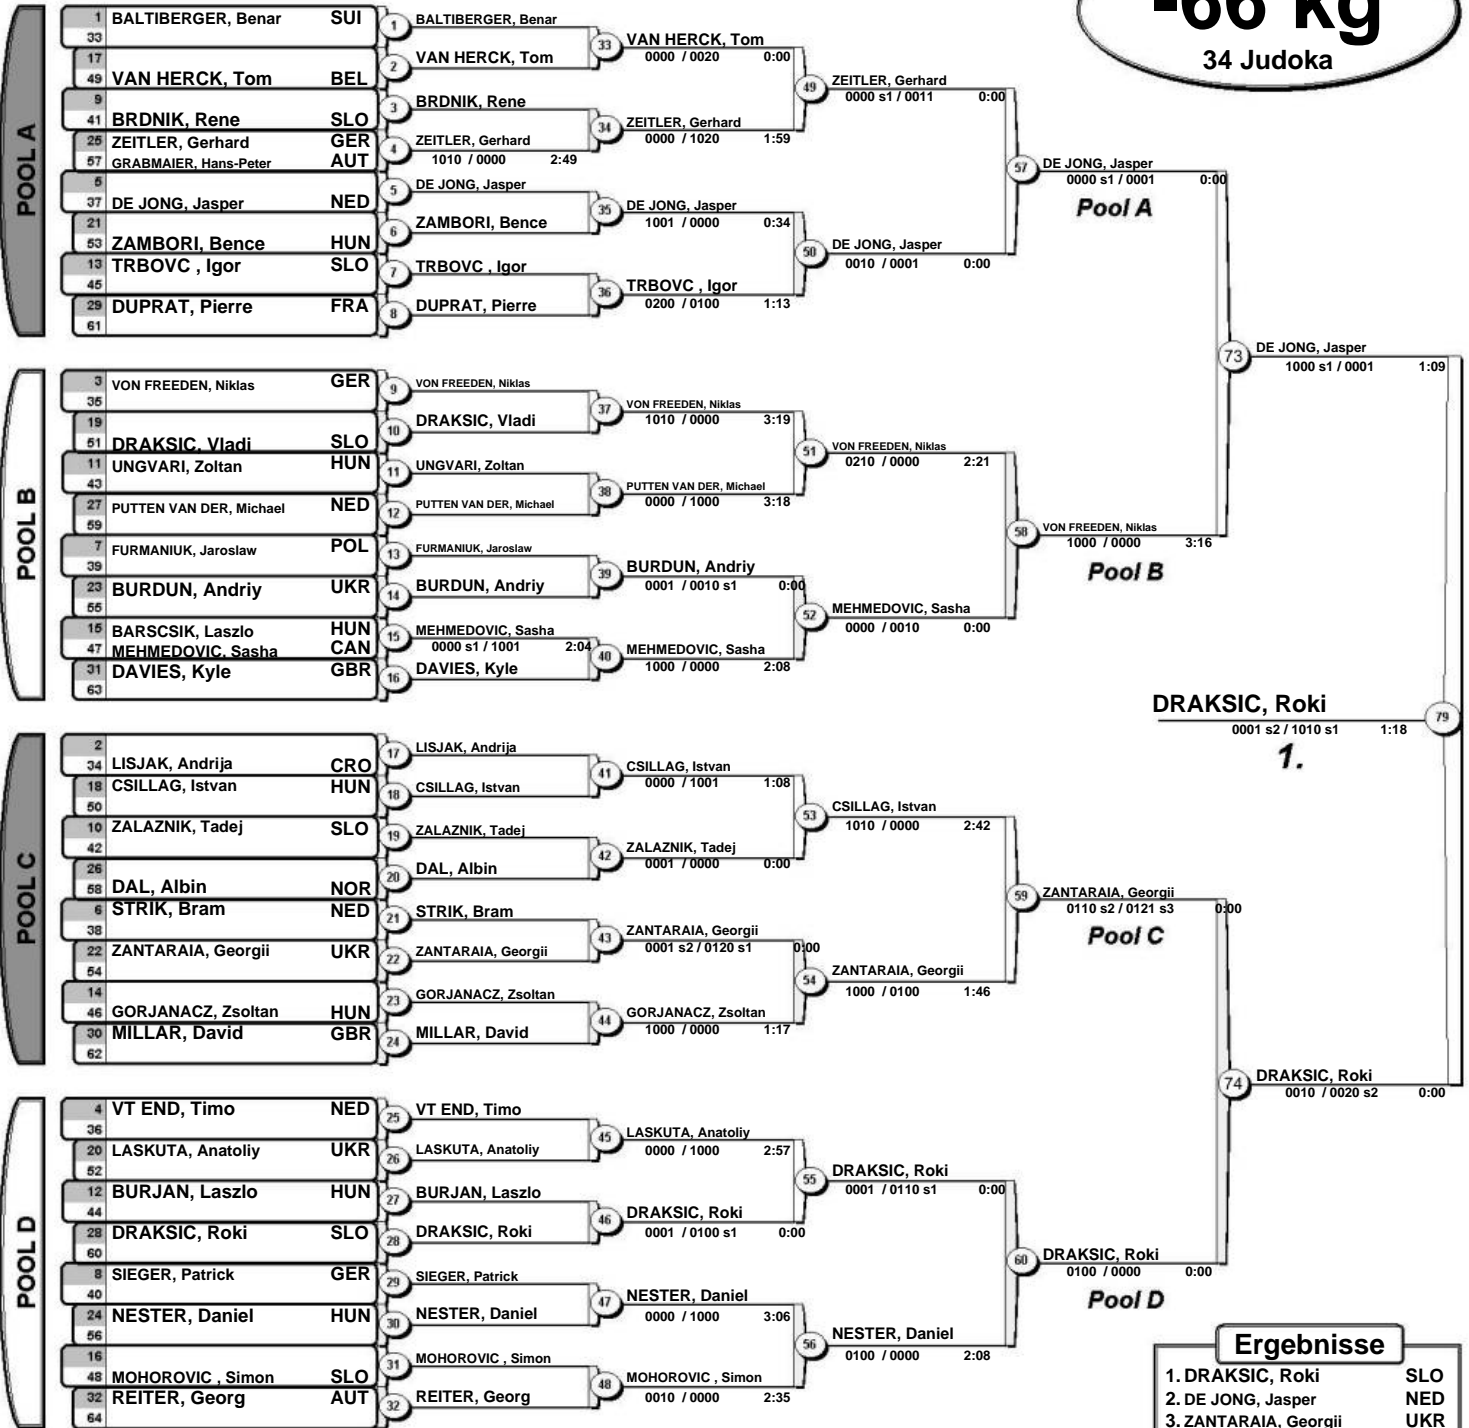 -66 kg
34 Judoka
POOL A
1 BALTIBERGER, Benar SUI
33
17
49 VAN HERCK, Tom BEL
9
41 BRDNIK, Rene SLO
25 ZEITLER, Gerhard GER
57 GRABMAIER, Hans-Peter AUT
5
37 DE JONG, Jasper NED
21
53 ZAMBORI, Bence HUN
13 TRBOVC , Igor SLO
45
29 DUPRAT, Pierre FRA
61
1 BALTIBERGER, Benar
2 VAN HERCK, Tom
3 BRDNIK, Rene
4 ZEITLER, Gerhard
1010 / 0000 2:49
5 DE JONG, Jasper
6 ZAMBORI, Bence
7 TRBOVC , Igor
8 DUPRAT, Pierre
33 VAN HERCK, Tom
0000 / 0020 0:00
34 ZEITLER, Gerhard
0000 / 1020 1:59
35 DE JONG, Jasper
1001 / 0000 0:34
36 TRBOVC , Igor
0200 / 0100 1:13
49 ZEITLER, Gerhard
0000 s1 / 0011 0:00
50 DE JONG, Jasper
0010 / 0001 0:00
57 DE JONG, Jasper
0000 s1 / 0001 0:00
Pool A
POOL B
3 VON FREEDEN, Niklas GER
35
19
51 DRAKSIC, Vladi SLO
11 UNGVARI, Zoltan HUN
43
27 PUTTEN VAN DER, Michael NED
59
7 FURMANIUK, Jaroslaw POL
39
23 BURDUN, Andriy UKR
55
15 BARSCSIK, Laszlo HUN
47 MEHMEDOVIC, Sasha CAN
31 DAVIES, Kyle GBR
63
9 VON FREEDEN, Niklas
10 DRAKSIC, Vladi
11 UNGVARI, Zoltan
12 PUTTEN VAN DER, Michael
13 FURMANIUK, Jaroslaw
14 BURDUN, Andriy
15 MEHMEDOVIC, Sasha
0000 s1 / 1001 2:04
16 DAVIES, Kyle
37 VON FREEDEN, Niklas
1010 / 0000 3:19
38 PUTTEN VAN DER, Michael
0000 / 1000 3:18
39 BURDUN, Andriy
0001 / 0010 s1 0:00
40 MEHMEDOVIC, Sasha
1000 / 0000 2:08
51 VON FREEDEN, Niklas
0210 / 0000 2:21
52 MEHMEDOVIC, Sasha
0000 / 0010 0:00
58 VON FREEDEN, Niklas
1000 / 0000 3:16
Pool B
73 DE JONG, Jasper
1000 s1 / 0001 1:09
DRAKSIC, Roki 79
0001 s2 / 1010 s1 1:18
1.
POOL C
2
34 LISJAK, Andrija CRO
18 CSILLAG, Istvan HUN
50
10 ZALAZNIK, Tadej SLO
42
26
58 DAL, Albin NOR
6 STRIK, Bram NED
38
22 ZANTARAIA, Georgii UKR
54
14
46 GORJANACZ, Zsoltan HUN
30 MILLAR, David GBR
62
17 LISJAK, Andrija
18 CSILLAG, Istvan
19 ZALAZNIK, Tadej
20 DAL, Albin
21 STRIK, Bram
22 ZANTARAIA, Georgii
23 GORJANACZ, Zsoltan
24 MILLAR, David
41 CSILLAG, Istvan
0000 / 1001 1:08
42 ZALAZNIK, Tadej
0001 / 0000 0:00
43 ZANTARAIA, Georgii
0001 s2 / 0120 s1 0:00
44 GORJANACZ, Zsoltan
1000 / 0000 1:17
53 CSILLAG, Istvan
1010 / 0000 2:42
54 ZANTARAIA, Georgii
1000 / 0100 1:46
59 ZANTARAIA, Georgii
0110 s2 / 0121 s3 0:00
Pool C
POOL D
4 VT END, Timo NED
36
20 LASKUTA, Anatoliy UKR
52
12 BURJAN, Laszlo HUN
44
28 DRAKSIC, Roki SLO
60
8 SIEGER, Patrick GER
40
24 NESTER, Daniel HUN
56
16
48 MOHOROVIC , Simon SLO
32 REITER, Georg AUT
64
25 VT END, Timo
26 LASKUTA, Anatoliy
27 BURJAN, Laszlo
28 DRAKSIC, Roki
29 SIEGER, Patrick
30 NESTER, Daniel
31 MOHOROVIC , Simon
32 REITER, Georg
45 LASKUTA, Anatoliy
0000 / 1000 2:57
46 DRAKSIC, Roki
0001 / 0100 s1 0:00
47 NESTER, Daniel
0000 / 1000 3:06
48 MOHOROVIC , Simon
0010 / 0000 2:35
55 DRAKSIC, Roki
0001 / 0110 s1 0:00
56 NESTER, Daniel
0100 / 0000 2:08
60 DRAKSIC, Roki
0100 / 0000 0:00
Pool D
74 DRAKSIC, Roki
0010 / 0020 s2 0:00
Ergebnisse
1. DRAKSIC, Roki SLO
2. DE JONG, Jasper NED
3. ZANTARAIA, Georgii UKR